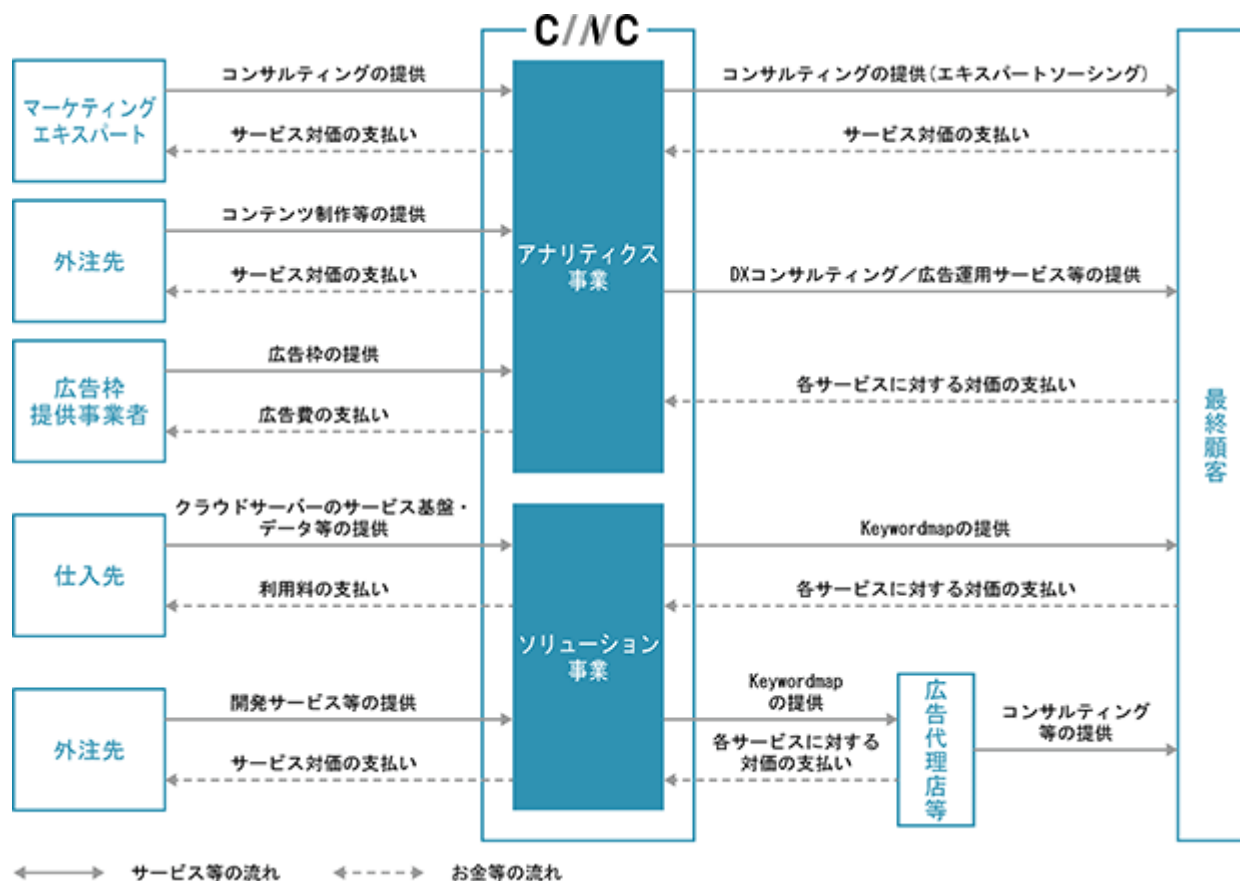 CINC
コンサルティングの提供
マーケティング
エキスパート
サービス対価の支払い
コンサルティングの提供(エキスパートソーシング)
サービス対価の支払い
コンテンツ制作等の提供
外注先
サービス対価の支払い
アナリティクス
事業
DXコンサルティング／広告運用サービス等の提供
広告枠の提供
広告枠
提供事業者
広告費の支払い
各サービスに対する対価の支払い
最終顧客
クラウドサーバーのサービス基盤・
データ等の提供
仕入先
利用料の支払い
Keywordmapの提供
各サービスに対する対価の支払い
ソリューション
事業
開発サービス等の提供
外注先
サービス対価の支払い
Keywordmap
の提供
各サービスに対する
対価の支払い
広告代理店等
コンサルティング
等の提供
サービス等の流れ
お金等の流れ